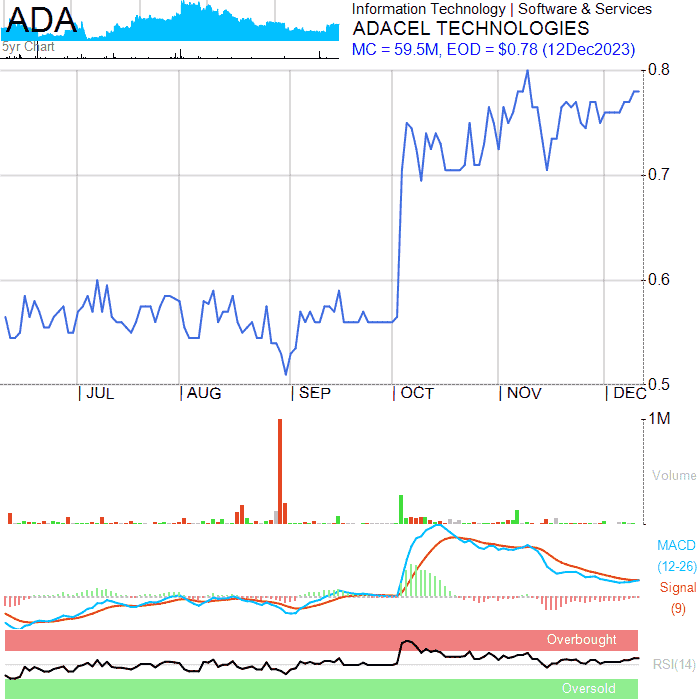 ADA
5yr Chart
Information Technology | Software & Services
ADACEL TECHNOLOGIES
MC = 59.5M, EOD = $0.78 (12Dec2023)
0.8
0.7
0.6
0.5
| JUL | AUG | SEP | OCT | NOV | DEC
1M
Volume
MACD
(12-26)
Signal
(9)
Overbought
RSI(14)
Oversold